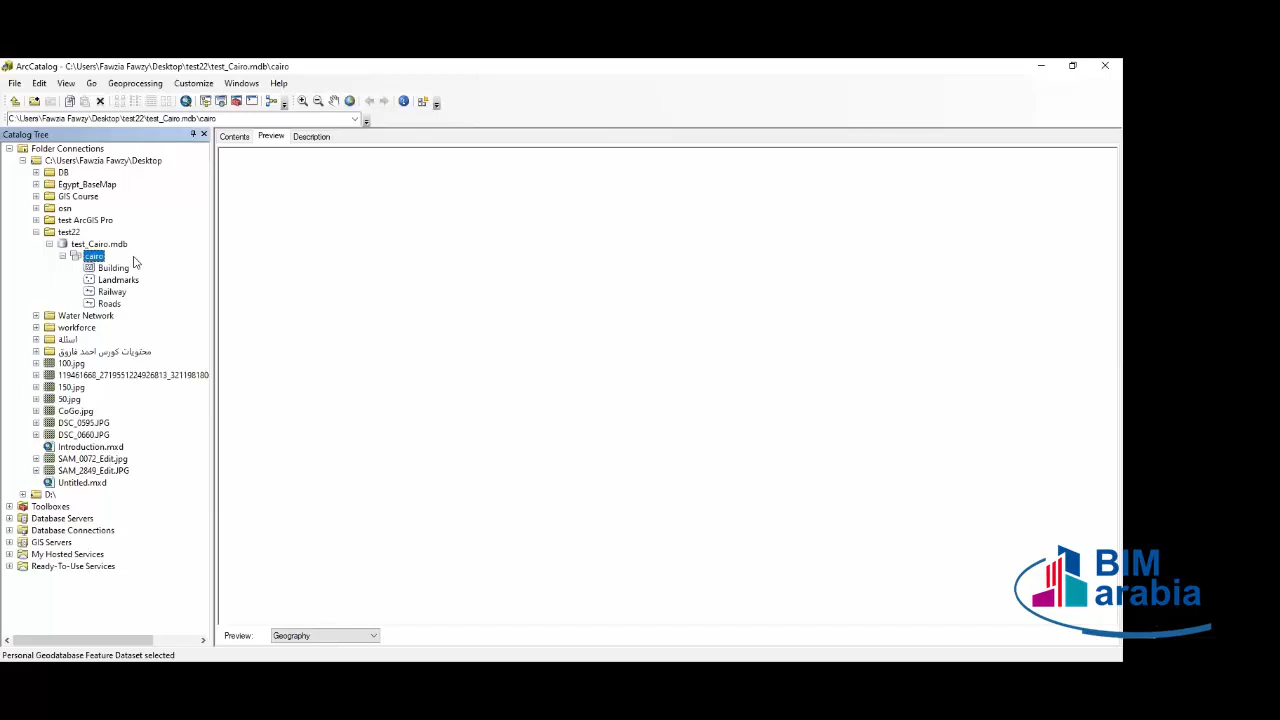 ArcCatalog - C:\Users\Fawzia Fawzy\Desktop\test22\test_Cairo.mdb\cairo
File Edit View Go Geoprocessing Customize Windows Help
C:\Users\Fawzia Fawzy\Desktop\test22\test_Cairo.mdb\cairo
Catalog Tree
Contents Preview Description
Folder Connections
C:\Users\Fawzia Fawzy\Desktop
DB
Egypt_BaseMap
GIS Course
osn
test ArcGIS Pro
test22
test_Cairo.mdb
cairo
Building
Landmarks
Railway
Roads
Water Network
workforce
اسئلة
محتويات كورس احمد فاروق
100.jpg
119461668_2719551224926813_321198180
150.jpg
50.jpg
CoGo.jpg
DSC_0595.JPG
DSC_0660.JPG
Introduction.mxd
SAM_0072_Edit.jpg
SAM_2849_Edit.JPG
Untitled.mxd
D:\
Toolboxes
Database Servers
Database Connections
GIS Servers
My Hosted Services
Ready-To-Use Services
Preview: Geography
Personal Geodatabase Feature Dataset selected
BIM
arabia